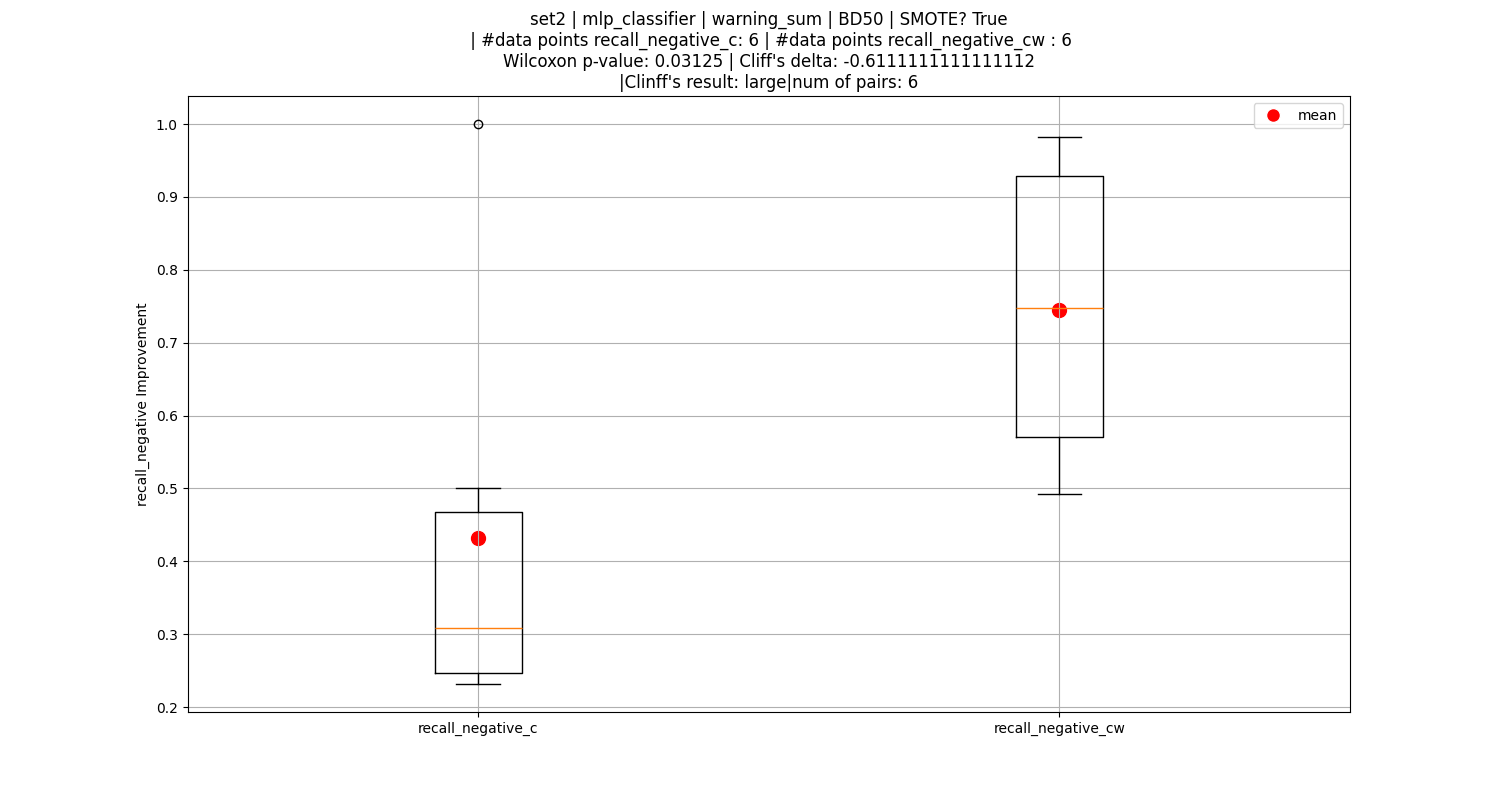 set2 | mlp_classifier | warning_sum | BD50 | SMOTE? True
| #data points recall_negative_c: 6 | #data points recall_negative_cw : 6
Wilcoxon p-value: 0.03125 | Cliff's delta: -0.6111111111111112
|Clinff's result: large|num of pairs: 6
mean
1.0
0.9
0.8
0.7
0.6
0.5
0.4
0.3
0.2
recall_negative Improvement
recall_negative_c
recall_negative_cw